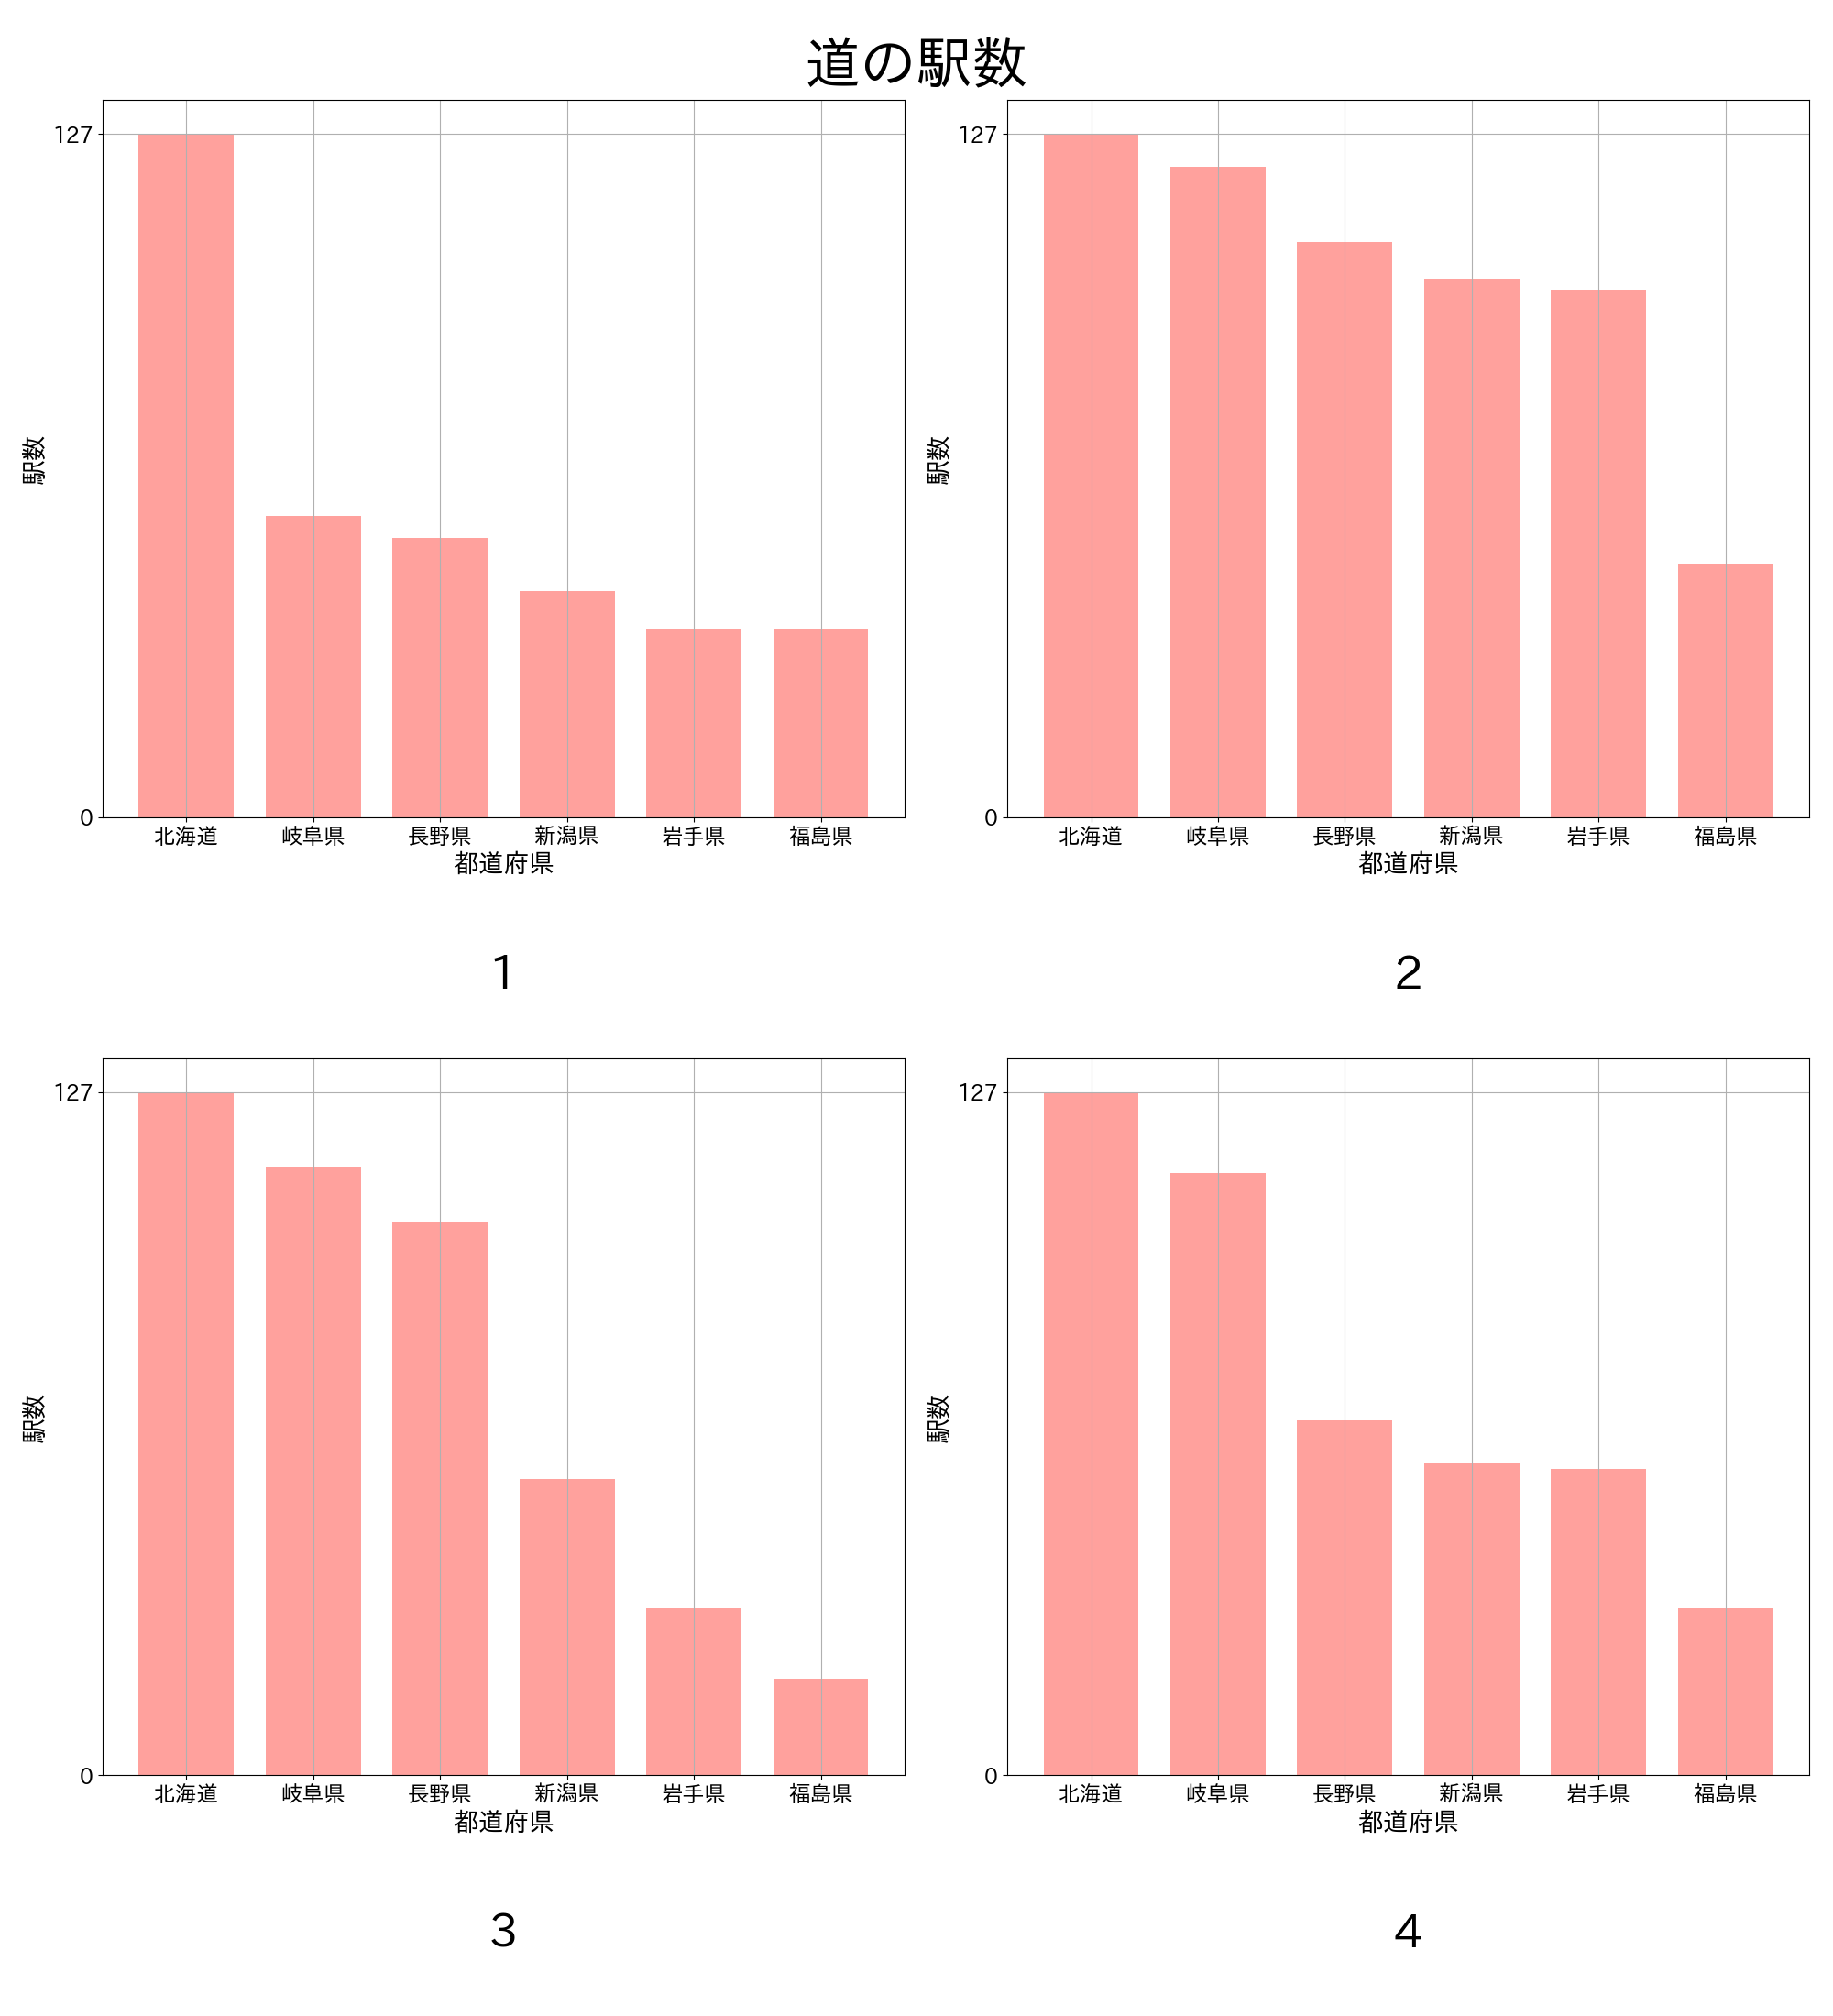 道の駅数
127
駅数
0
北海道 岐阜県 長野県 新潟県 岩手県 福島県
都道府県
1
127
駅数
0
北海道 岐阜県 長野県 新潟県 岩手県 福島県
都道府県
2
127
駅数
0
北海道 岐阜県 長野県 新潟県 岩手県 福島県
都道府県
3
127
駅数
0
北海道 岐阜県 長野県 新潟県 岩手県 福島県
都道府県
4